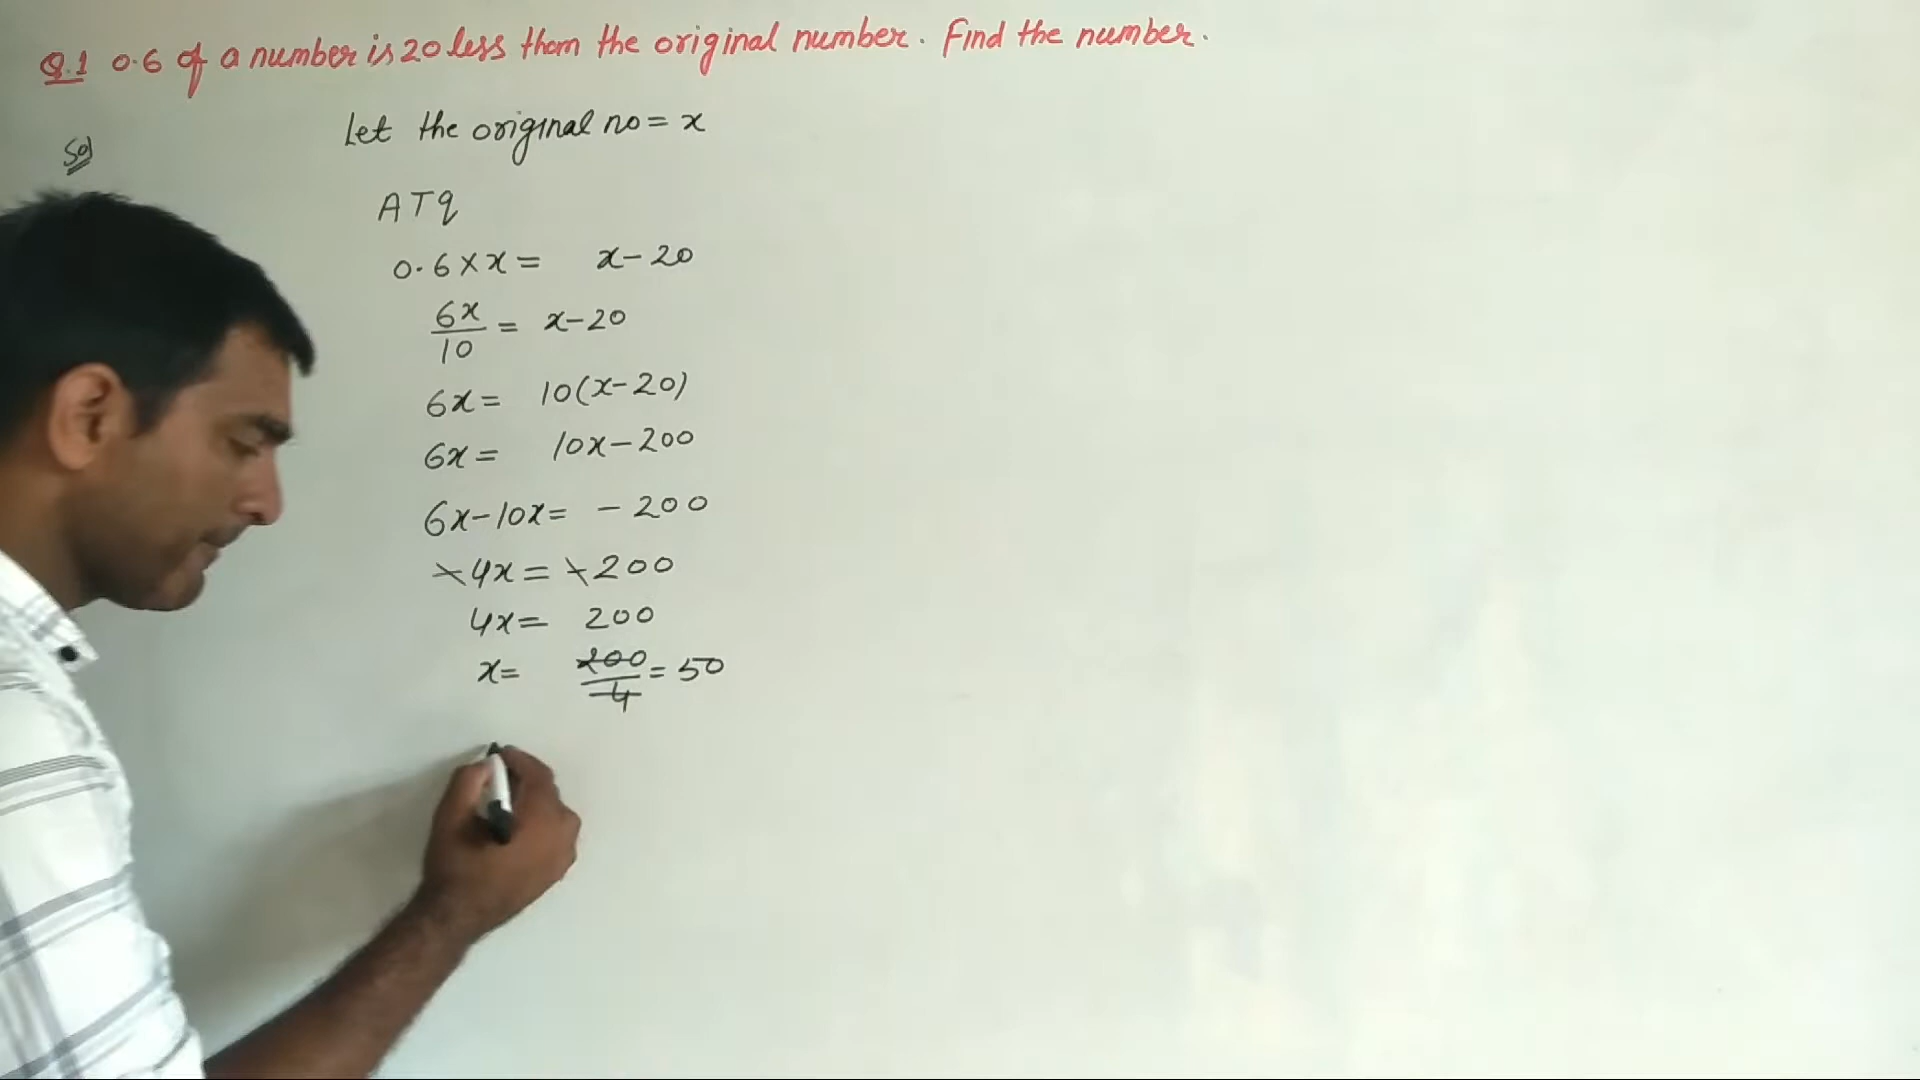 Q.1 0.6 of a number is 20 less than the original number. Find the number.
Let the original no = x
Sol
ATq
0.6 × x = x - 20
6x/10 = x - 20
6x = 10(x - 20)
6x = 10x - 200
6x - 10x = - 200
-4x = -200
4x = 200
x = 200/4 = 50